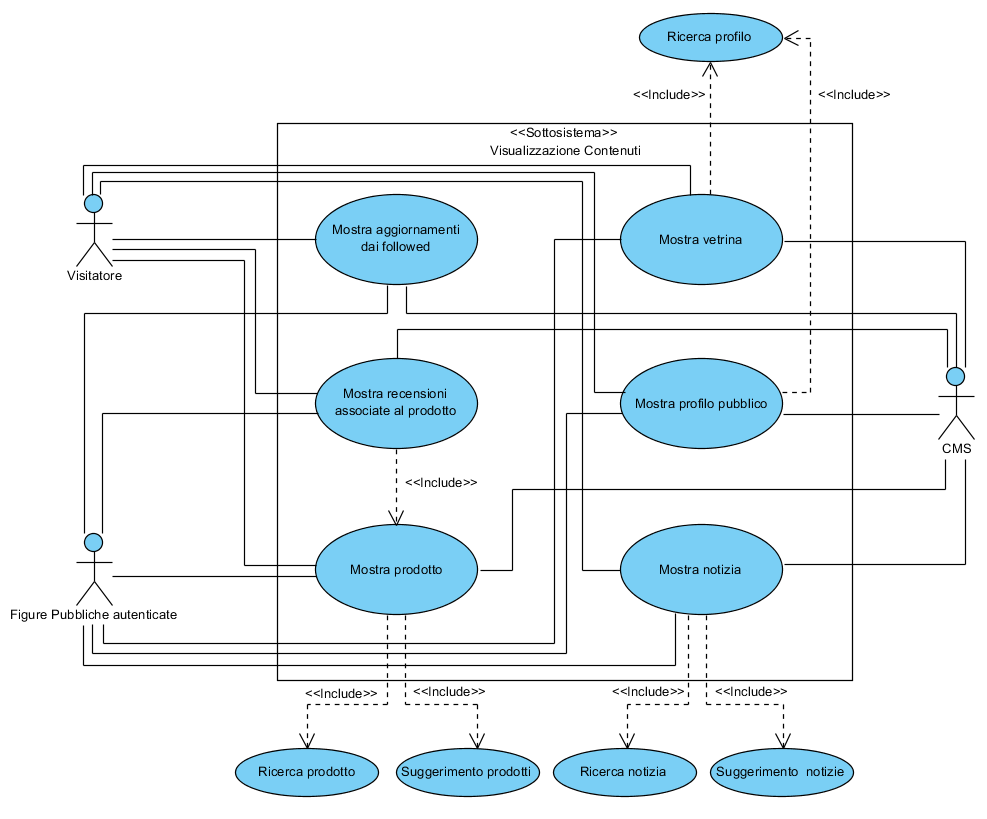 Ricerca profilo
<<Include>>
<<Include>>
<<Sottosistema>>
Visualizzazione Contenuti
Mostra aggiornamenti
dai followed
Mostra vetrina
Visitatore
Mostra recensioni
associate al prodotto
Mostra profilo pubblico
CMS
<<Include>>
Mostra prodotto
Mostra notizia
Figure Pubbliche autenticate
<<Include>>
<<Include>>
<<Include>>
<<Include>>
Ricerca prodotto
Suggerimento prodotti
Ricerca notizia
Suggerimento notizie